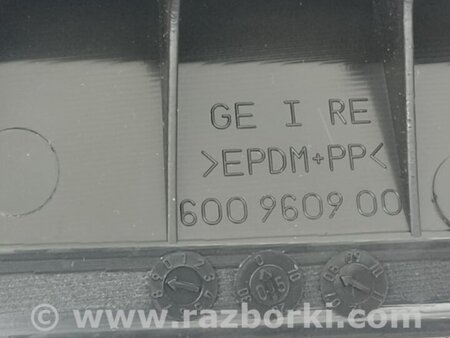 GE I RE
>EPDM+PP<
600 9609 00
www.razborki.com